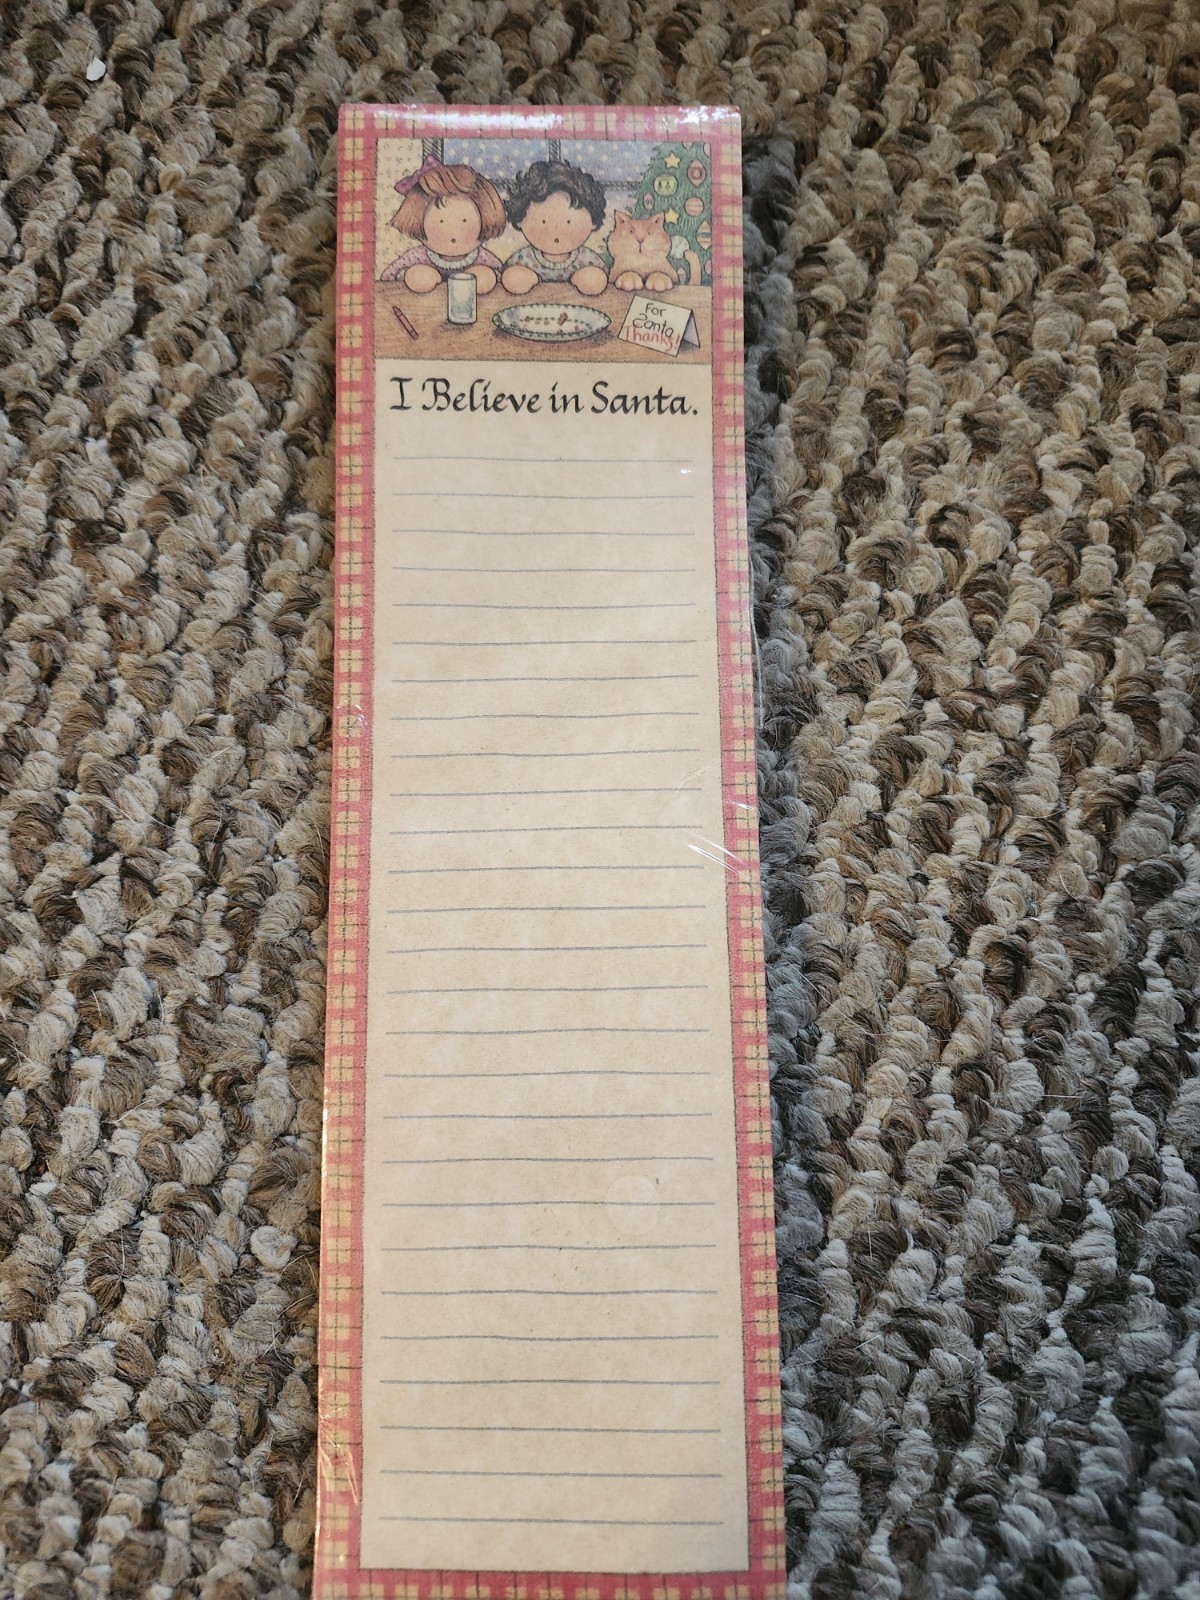 For
Santa
Thanks!
I Believe in Santa.